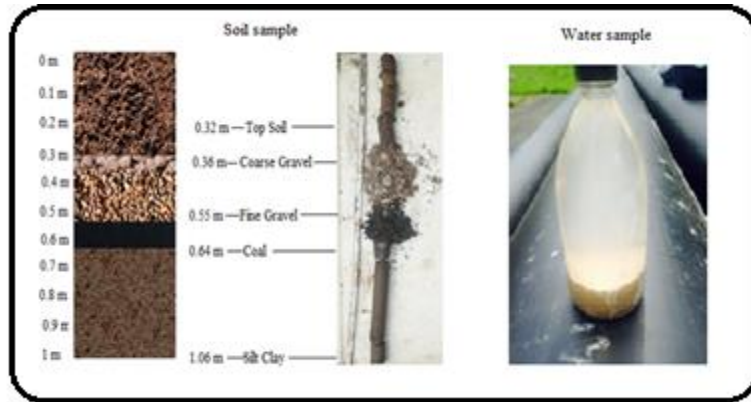 Soil sample
Water sample
0 m
0.1 m
0.2 m
0.3 m
0.4 m
0.5 m
0.6 m
0.7 m
0.8 m
0.9 m
1 m
0.32 m — Top Soil
0.36 m — Coarse Gravel
0.55 m — Fine Gravel
0.64 m — Coal
1.06 m — Silt Clay